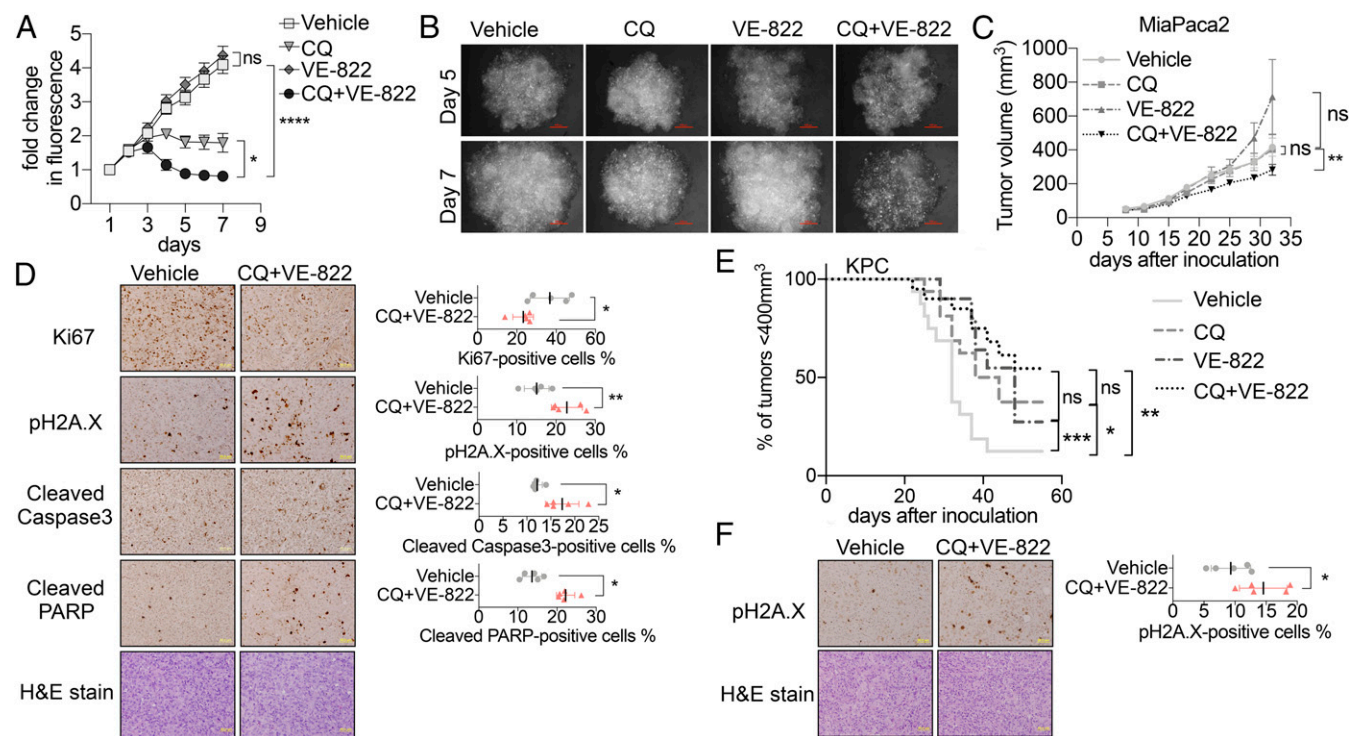 A
fold change
in fluorescence
5
4
3
2
1
0
1 3 5 7 9
days
Vehicle
CQ
VE-822
CQ+VE-822
ns
****
*
B
Vehicle CQ VE-822 CQ+VE-822
Day 5
Day 7
C
MiaPaca2
Tumor volume (mm3)
1000
800
600
400
200
0
0 5 10 15 20 25 30 35
days after inoculation
Vehicle
CQ
VE-822
CQ+VE-822
ns
ns
**
D
Vehicle CQ+VE-822
Ki67
pH2A.X
Cleaved
Caspase3
Cleaved
PARP
H&E stain
Vehicle
CQ+VE-822
*
0 20 40 60
Ki67-positive cells %
Vehicle
CQ+VE-822
**
0 5 10 15 20 25 30
pH2A.X-positive cells %
Vehicle
CQ+VE-822
*
0 5 10 15 20 25
Cleaved Caspase3-positive cells %
Vehicle
CQ+VE-822
*
0 10 20 30
Cleaved PARP-positive cells %
E
KPC
% of tumors <400mm3
100
50
0
0 20 40 60
days after inoculation
Vehicle
CQ
VE-822
CQ+VE-822
ns
ns
**
***
*
F
Vehicle CQ+VE-822
pH2A.X
H&E stain
Vehicle
CQ+VE-822
*
0 5 10 15 20
pH2A.X-positive cells %